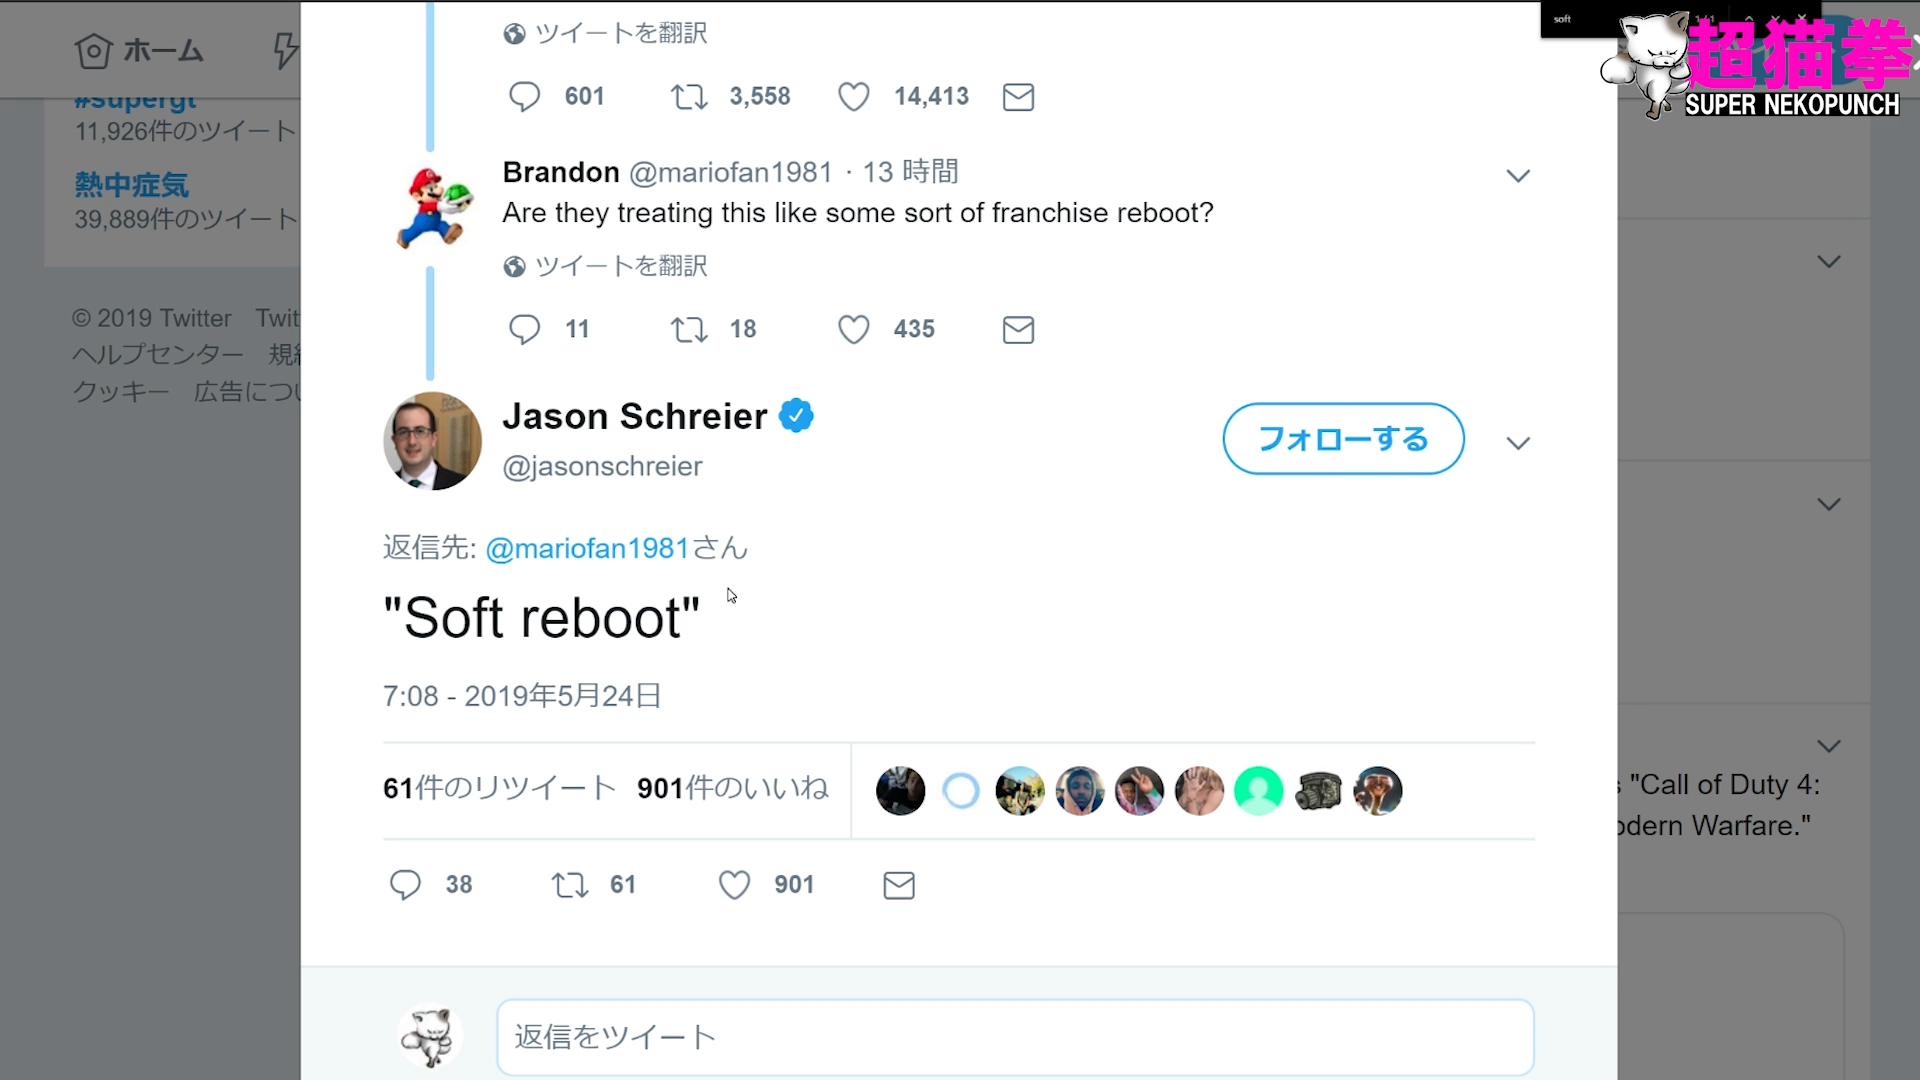 soft
1/1
超猫拳
SUPER NEKOPUNCH
ホーム
#supergt
11,926件のツイート
熱中症気
39,889件のツイート
© 2019 Twitter Twit
ヘルプセンター 規約
クッキー 広告につい
ツイートを翻訳
601 3,558 14,413
Brandon @mariofan1981 · 13 時間
Are they treating this like some sort of franchise reboot?
ツイートを翻訳
11 18 435
Jason Schreier
@jasonschreier
フォローする
返信先: @mariofan1981さん
"Soft reboot"
7:08 - 2019年5月24日
61件のリツイート 901件のいいね
38 61 901
返信をツイート
s "Call of Duty 4:
odern Warfare."